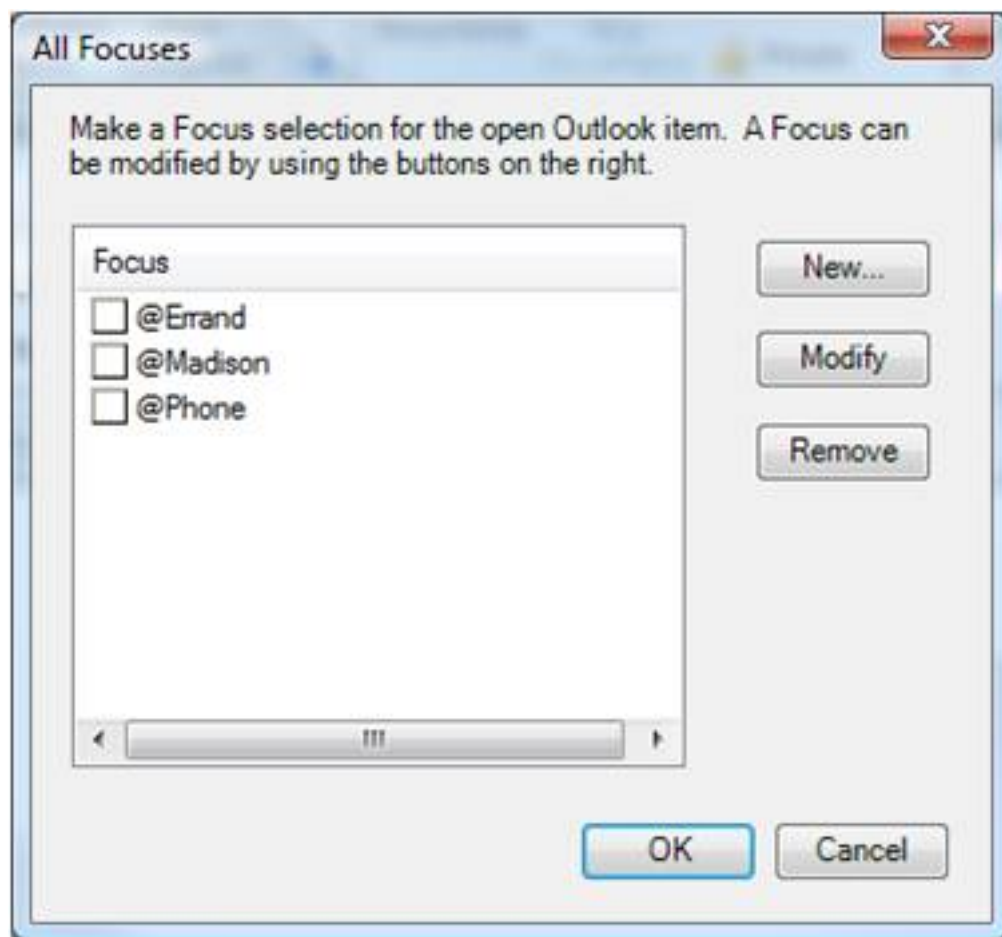 All Focuses
Make a Focus selection for the open Outlook item.  A Focus can
be modified by using the buttons on the right.
Focus
@Errand
@Madison
@Phone
New...
Modify
Remove
OK
Cancel